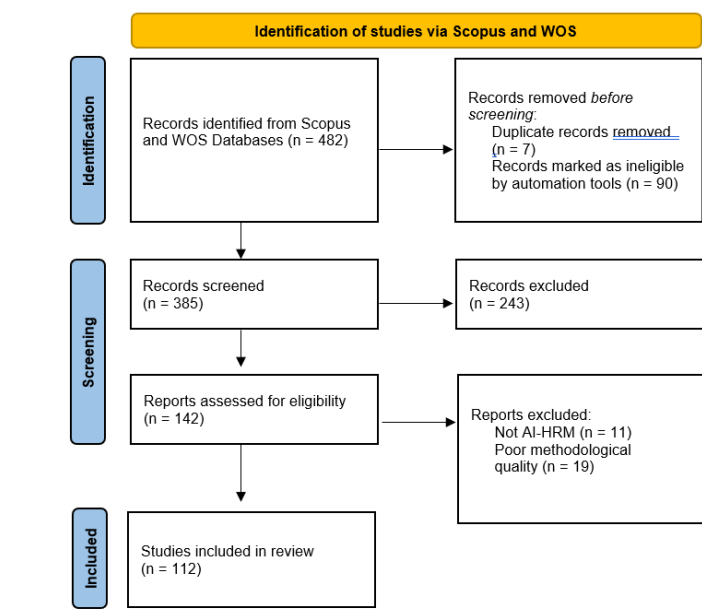 Identification of studies via Scopus and WOS
Identification
Records identified from Scopus
and WOS Databases (n = 482)
Records removed before
screening:
Duplicate records removed
(n = 7)
Records marked as ineligible
by automation tools (n = 90)
Screening
Records screened
(n = 385)
Records excluded
(n = 243)
Reports assessed for eligibility
(n = 142)
Reports excluded:
Not AI-HRM (n = 11)
Poor methodological
quality (n = 19)
Included
Studies included in review
(n = 112)